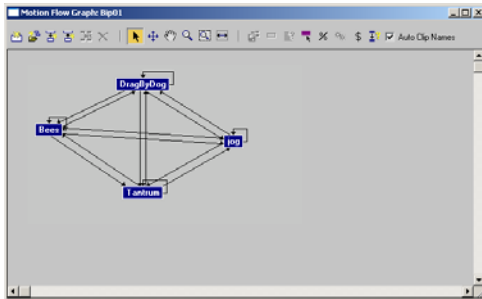 Motion Flow Graph: Bip01
$ Auto Clip Names
DragByDog
Bees
jog
Tantrum